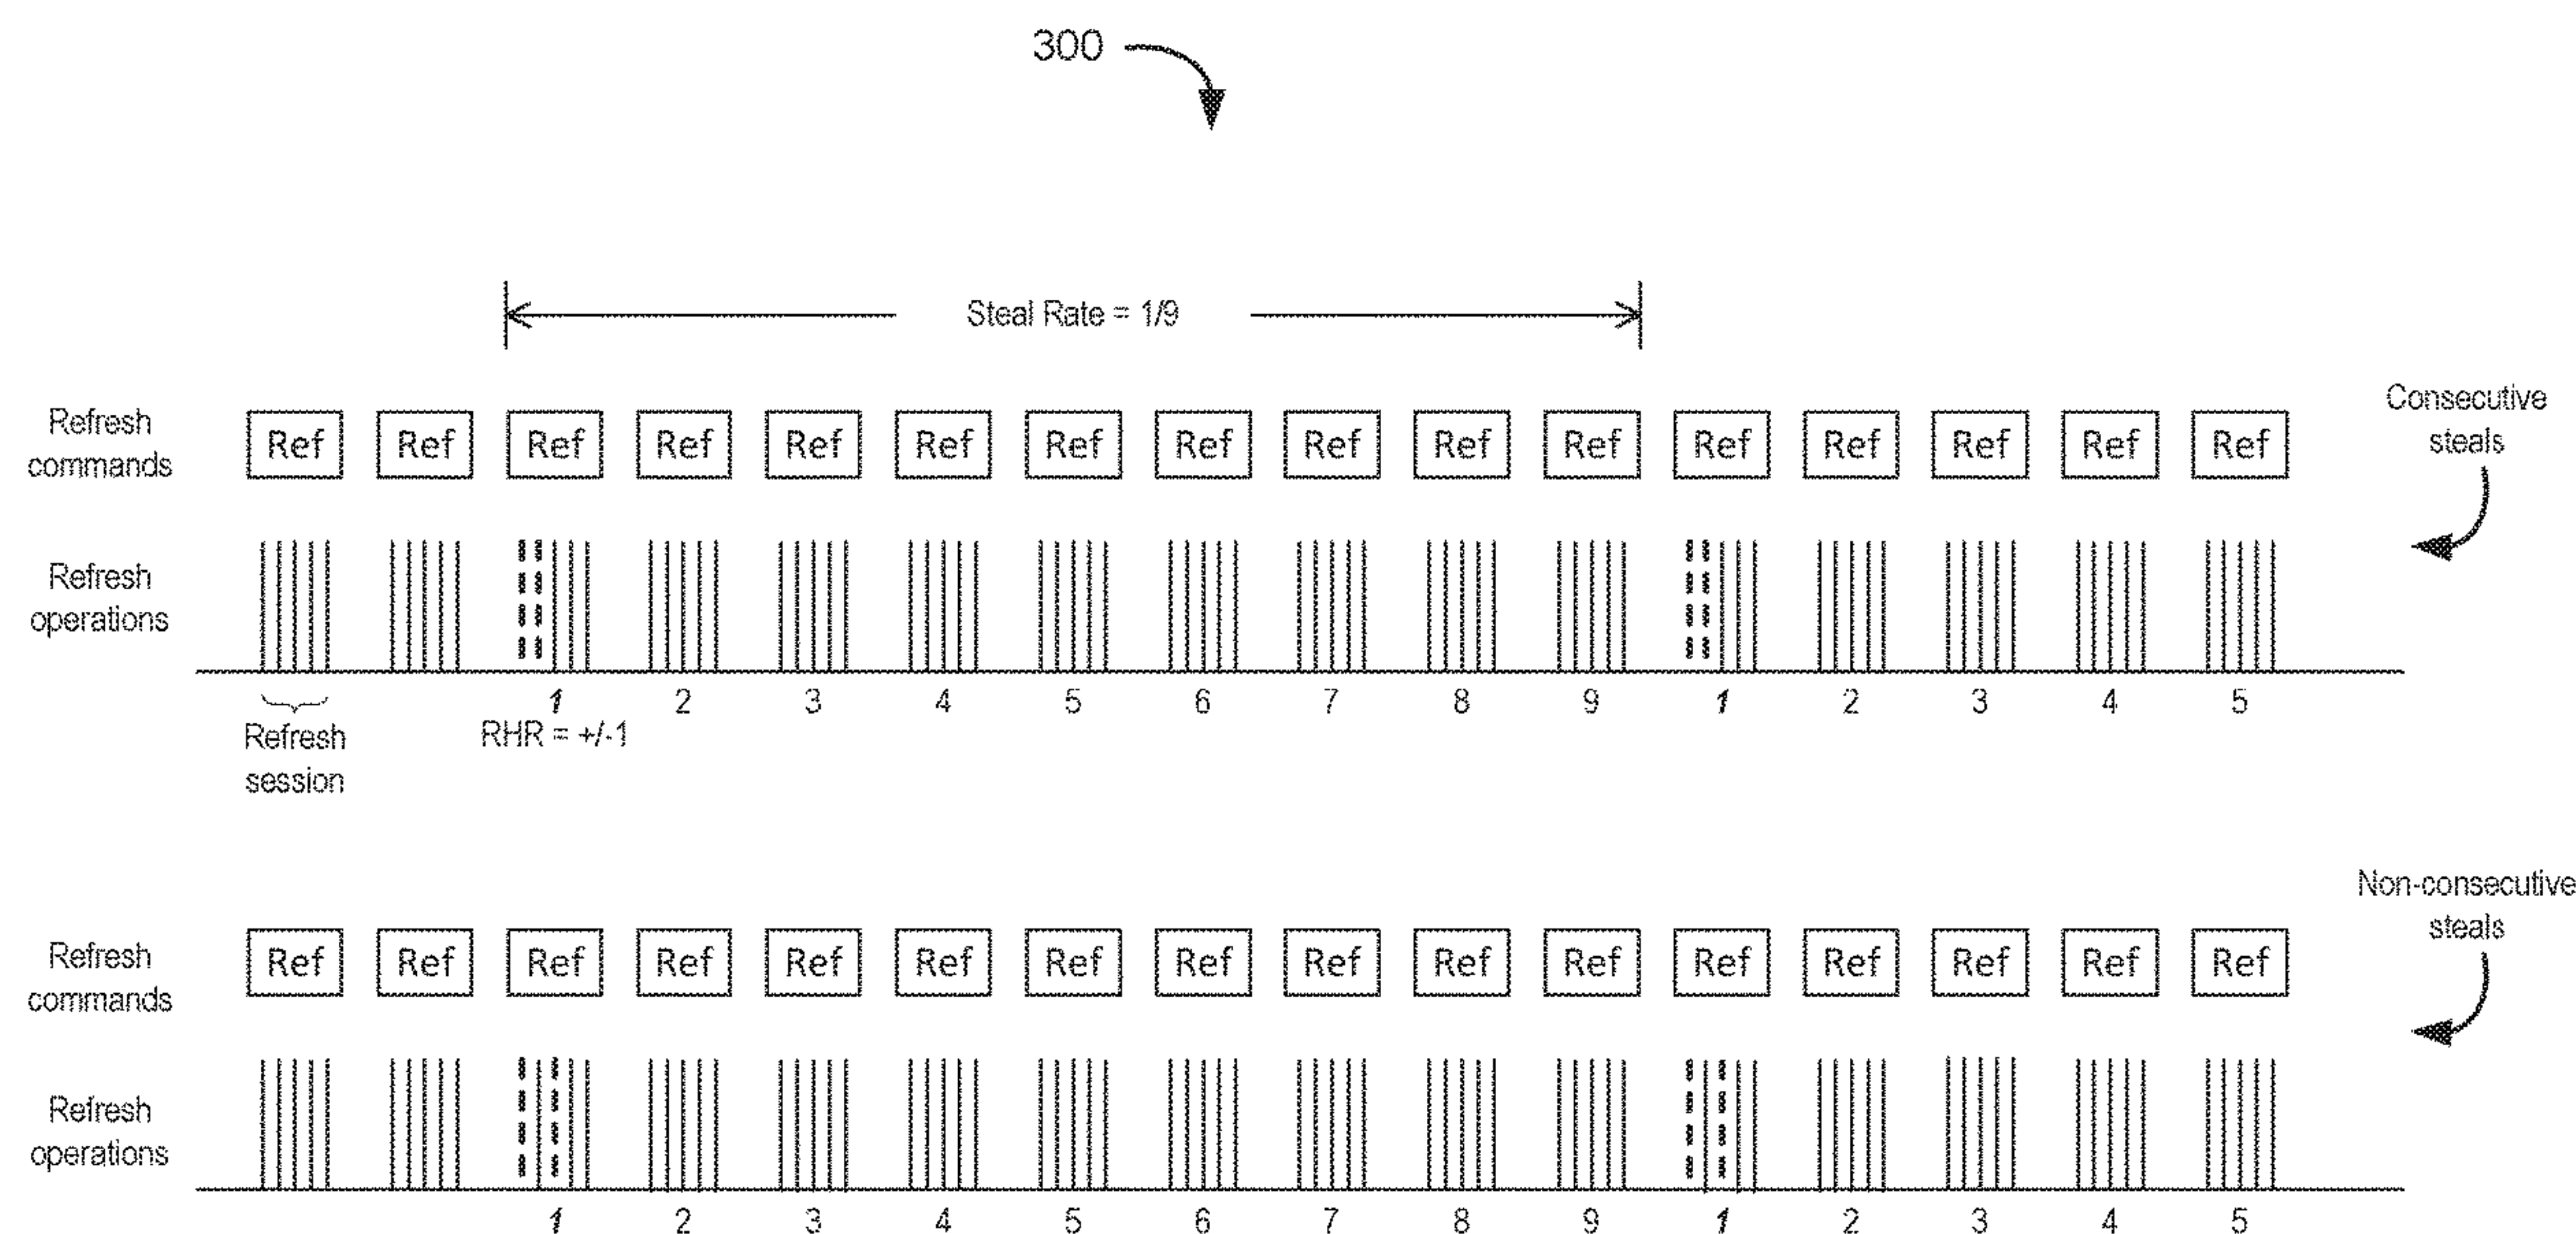 300
Steal Rate = 1/9
Consecutive
steals
Refresh
commands
Ref Ref Ref Ref Ref Ref Ref Ref Ref Ref Ref Ref Ref Ref Ref Ref
Refresh
operations
1 2 3 4 5 6 7 8 9 1 2 3 4 5
Refresh
session
RHR = +/-1
Non-consecutive
steals
Refresh
commands
Ref Ref Ref Ref Ref Ref Ref Ref Ref Ref Ref Ref Ref Ref Ref Ref
Refresh
operations
1 2 3 4 5 6 7 8 9 1 2 3 4 5